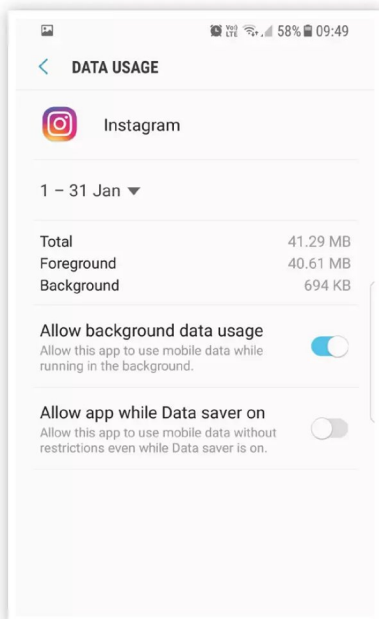 Vo))
LTE 58% 09:49
DATA USAGE
Instagram
1 – 31 Jan
Total 41.29 MB
Foreground 40.61 MB
Background 694 KB
Allow background data usage
Allow this app to use mobile data while
running in the background.
Allow app while Data saver on
Allow this app to use mobile data without
restrictions even while Data saver is on.